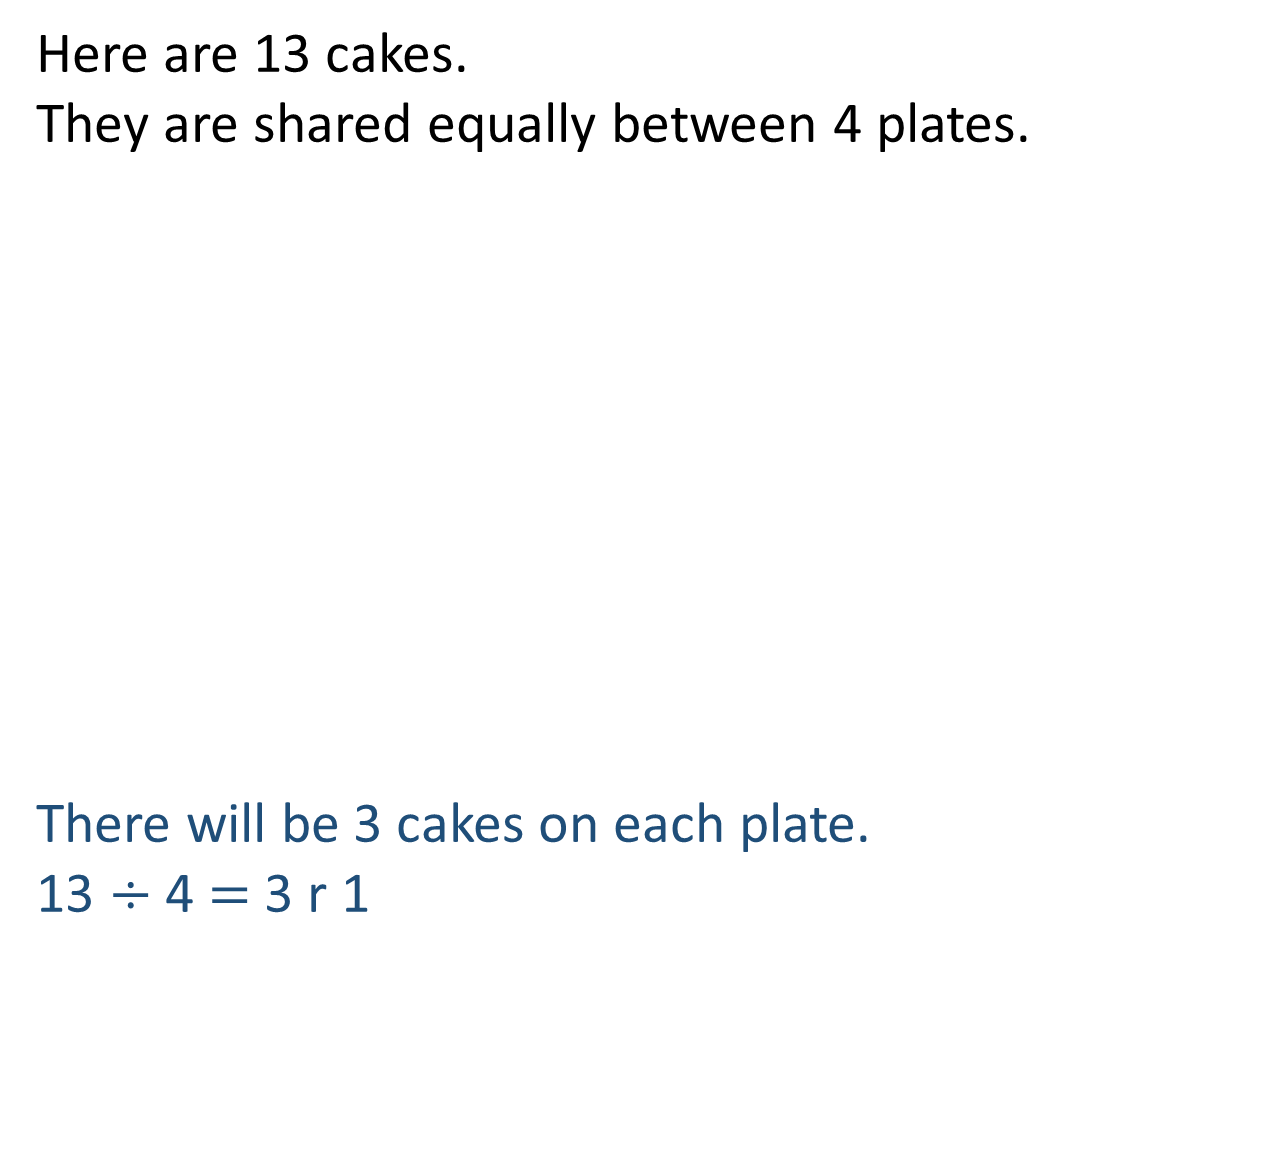 Here are 13 cakes.
They are shared equally between 4 plates.
There will be 3 cakes on each plate.
13 ÷ 4 = 3 r 1